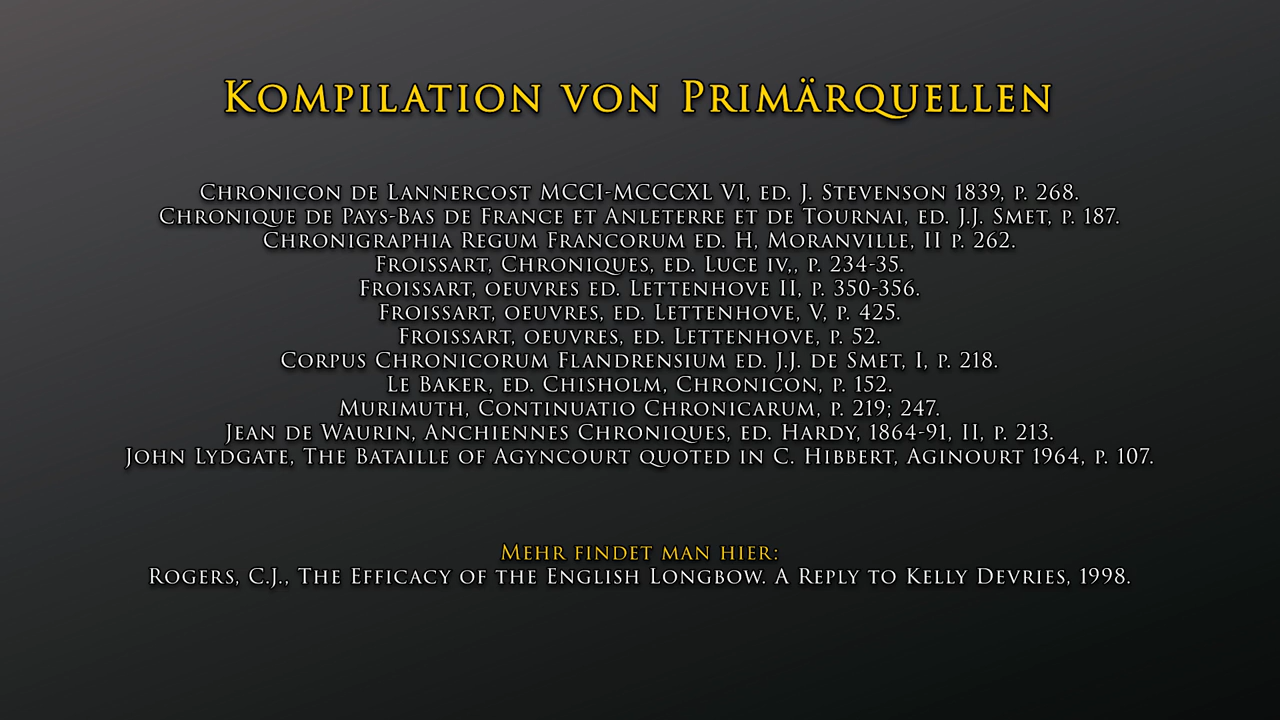 Kompilation von Primärquellen
Chronicon de Lannercost MCCI-MCCCXL VI, ed. J. Stevenson 1839, p. 268.
Chronique de Pays-Bas de France et Anleterre et de Tournai, ed. J.J. Smet, p. 187.
Chronigraphia Regum Francorum ed. H, Moranville, II p. 262.
Froissart, Chroniques, ed. Luce iv,, p. 234-35.
Froissart, oeuvres ed. Lettenhove II, p. 350-356.
Froissart, oeuvres, ed. Lettenhove, V, p. 425.
Froissart, oeuvres, ed. Lettenhove, p. 52.
Corpus Chronicorum Flandrensium ed. J.J. de Smet, I, p. 218.
Le Baker, ed. Chisholm, Chronicon, p. 152.
Murimuth, Continuatio Chronicarum, p. 219; 247.
Jean de Waurin, Anchiennes Chroniques, ed. Hardy, 1864-91, II, p. 213.
John Lydgate, The Bataille of Agyncourt quoted in C. Hibbert, Aginourt 1964, p. 107.
Mehr findet man hier:
Rogers, C.J., The Efficacy of the English Longbow. A Reply to Kelly Devries, 1998.